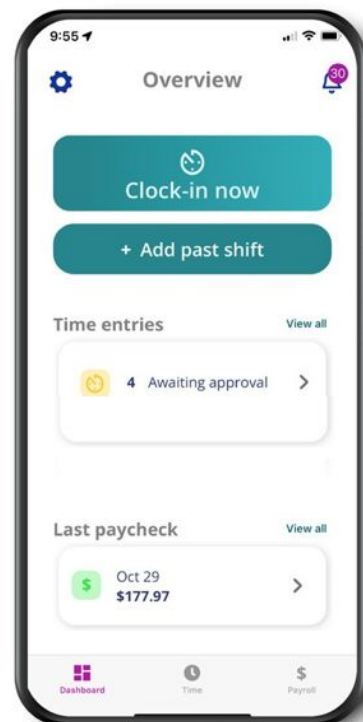 9:55
Overview
30
Clock-in now
+ Add past shift
Time entries View all
4 Awaiting approval
Last paycheck View all
$ Oct 29
$177.97
Dashboard Time $ Payroll